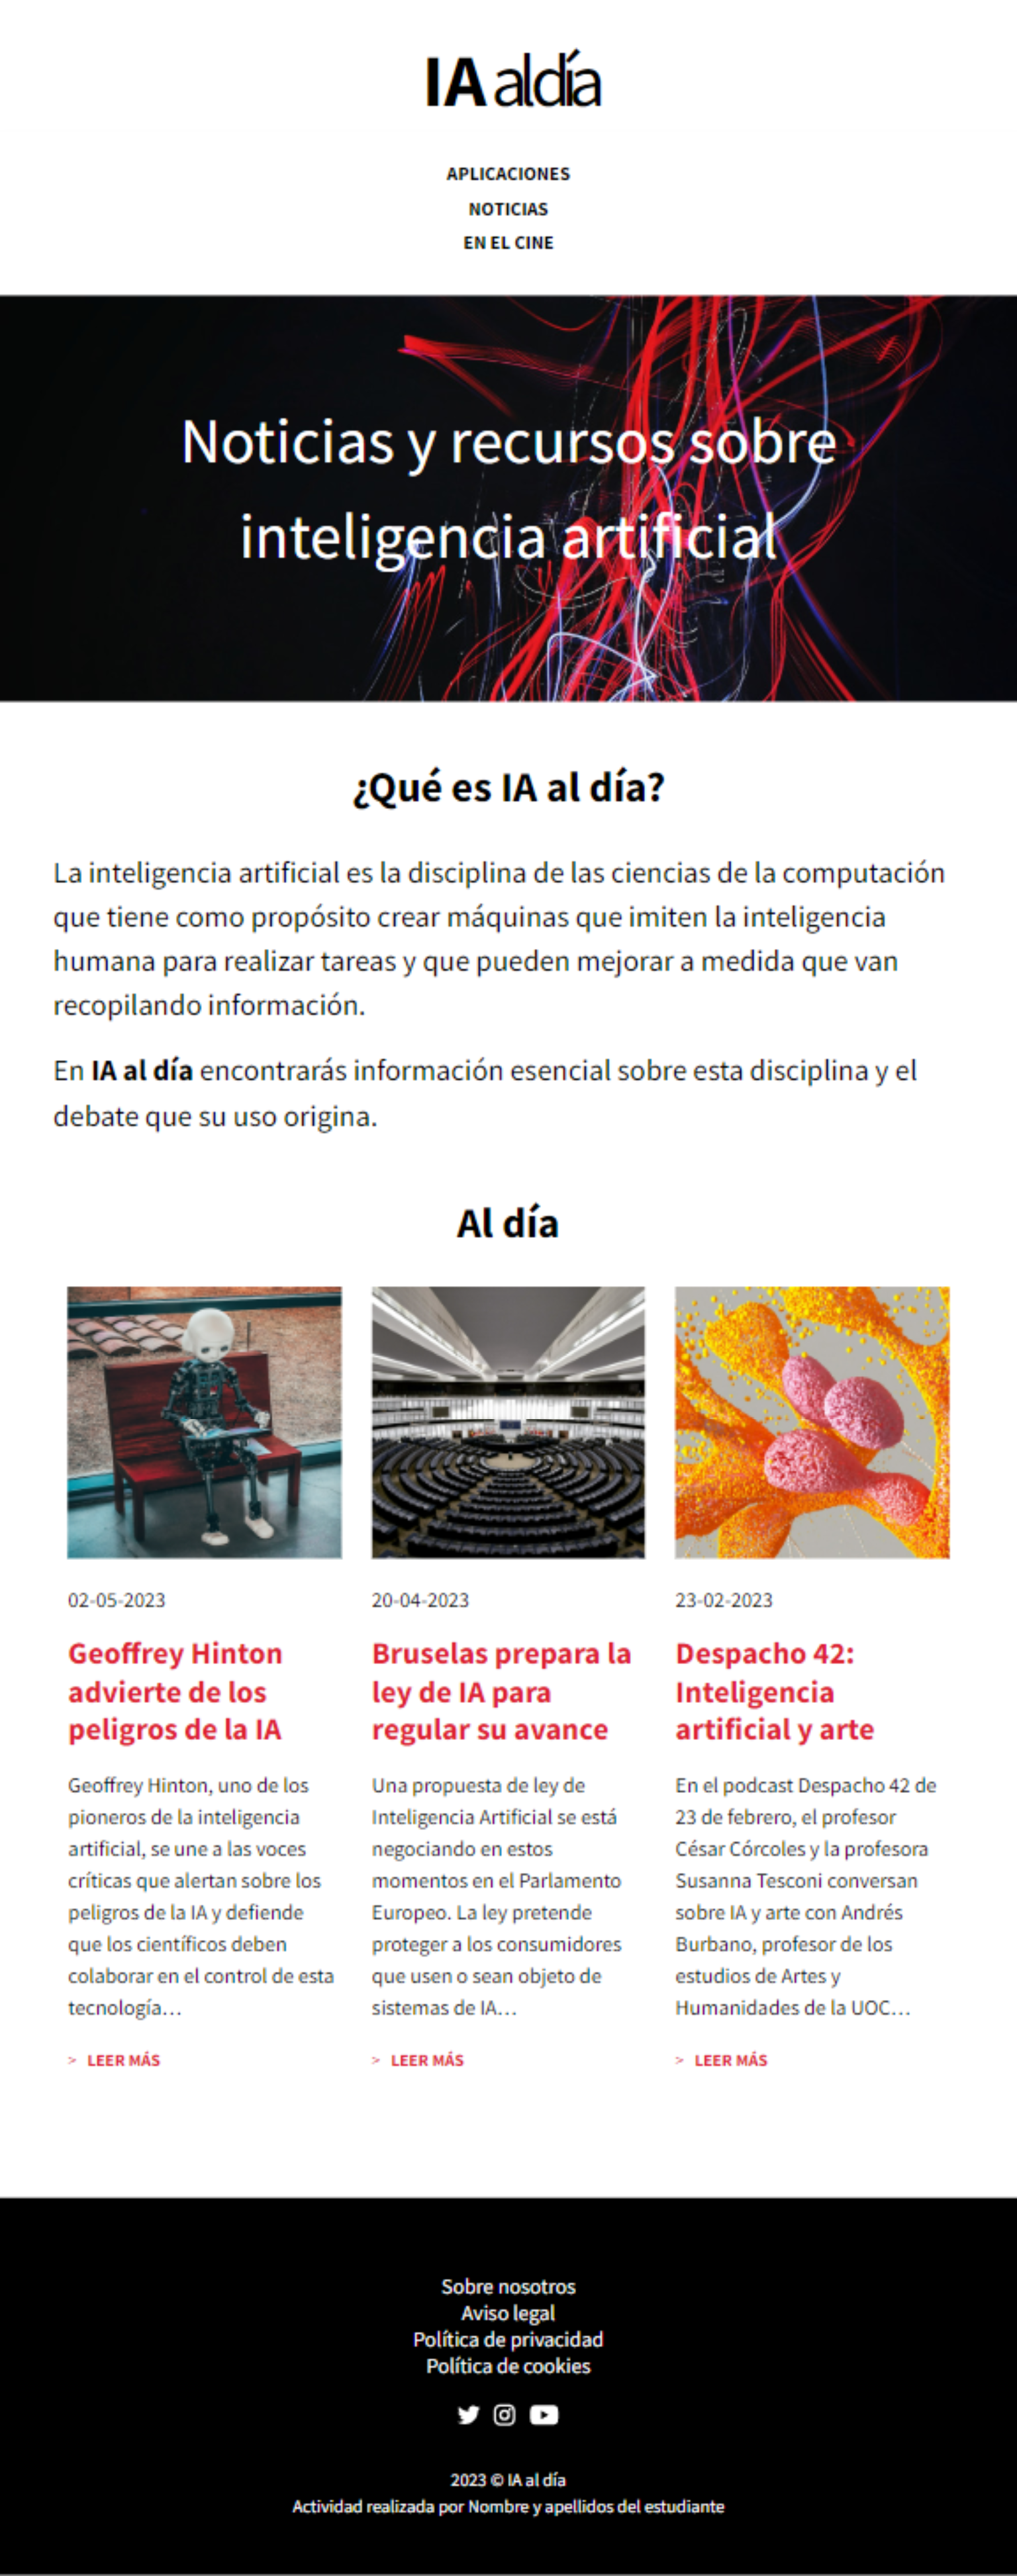 IA al día
APLICACIONES
NOTICIAS
EN EL CINE
Noticias y recursos sobre
inteligencia artificial
¿Qué es IA al día?
La inteligencia artificial es la disciplina de las ciencias de la computación
que tiene como propósito crear máquinas que imiten la inteligencia
humana para realizar tareas y que pueden mejorar a medida que van
recopilando información.
En IA al día encontrarás información esencial sobre esta disciplina y el
debate que su uso origina.
Al día
02-05-2023
Geoffrey Hinton
advierte de los
peligros de la IA
Geoffrey Hinton, uno de los
pioneros de la inteligencia
artificial, se une a las voces
críticas que alertan sobre los
peligros de la IA y defiende
que los científicos deben
colaborar en el control de esta
tecnología…
> LEER MÁS
20-04-2023
Bruselas prepara la
ley de IA para
regular su avance
Una propuesta de ley de
Inteligencia Artificial se está
negociando en estos
momentos en el Parlamento
Europeo. La ley pretende
proteger a los consumidores
que usen o sean objeto de
sistemas de IA…
> LEER MÁS
23-02-2023
Despacho 42:
Inteligencia
artificial y arte
En el podcast Despacho 42 de
23 de febrero, el profesor
César Córcoles y la profesora
Susanna Tesconi conversan
sobre IA y arte con Andrés
Burbano, profesor de los
estudios de Artes y
Humanidades de la UOC…
> LEER MÁS
Sobre nosotros
Aviso legal
Política de privacidad
Política de cookies
2023 © IA al día
Actividad realizada por Nombre y apellidos del estudiante